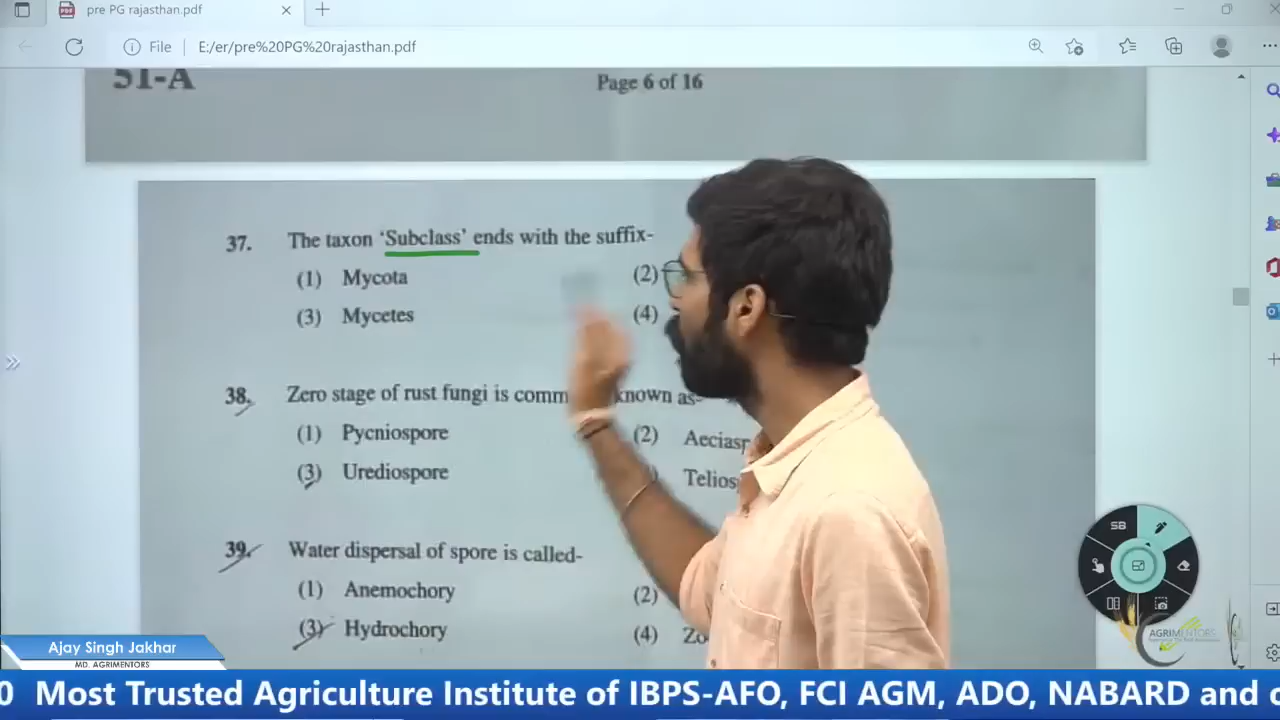 pre PG rajasthan.pdf
File
E:/er/pre%20PG%20rajasthan.pdf
51-A
Page 6 of 16
37. The taxon ‘Subclass’ ends with the suffix-
(1) Mycota
(2)
(3) Mycetes
(4)
38. Zero stage of rust fungi is known as-
(1) Pycniospore
(2)
(3) Urediospore
39. Water dispersal of spore is called-
(1) Anemochory
(2)
(3) Hydrochory
(4)
SB
AGRIMENTORS
Ajay Singh Jakhar
MD. AGRIMENTORS
0 Most Trusted Agriculture Institute of IBPS-AFO, FCI AGM, ADO, NABARD and